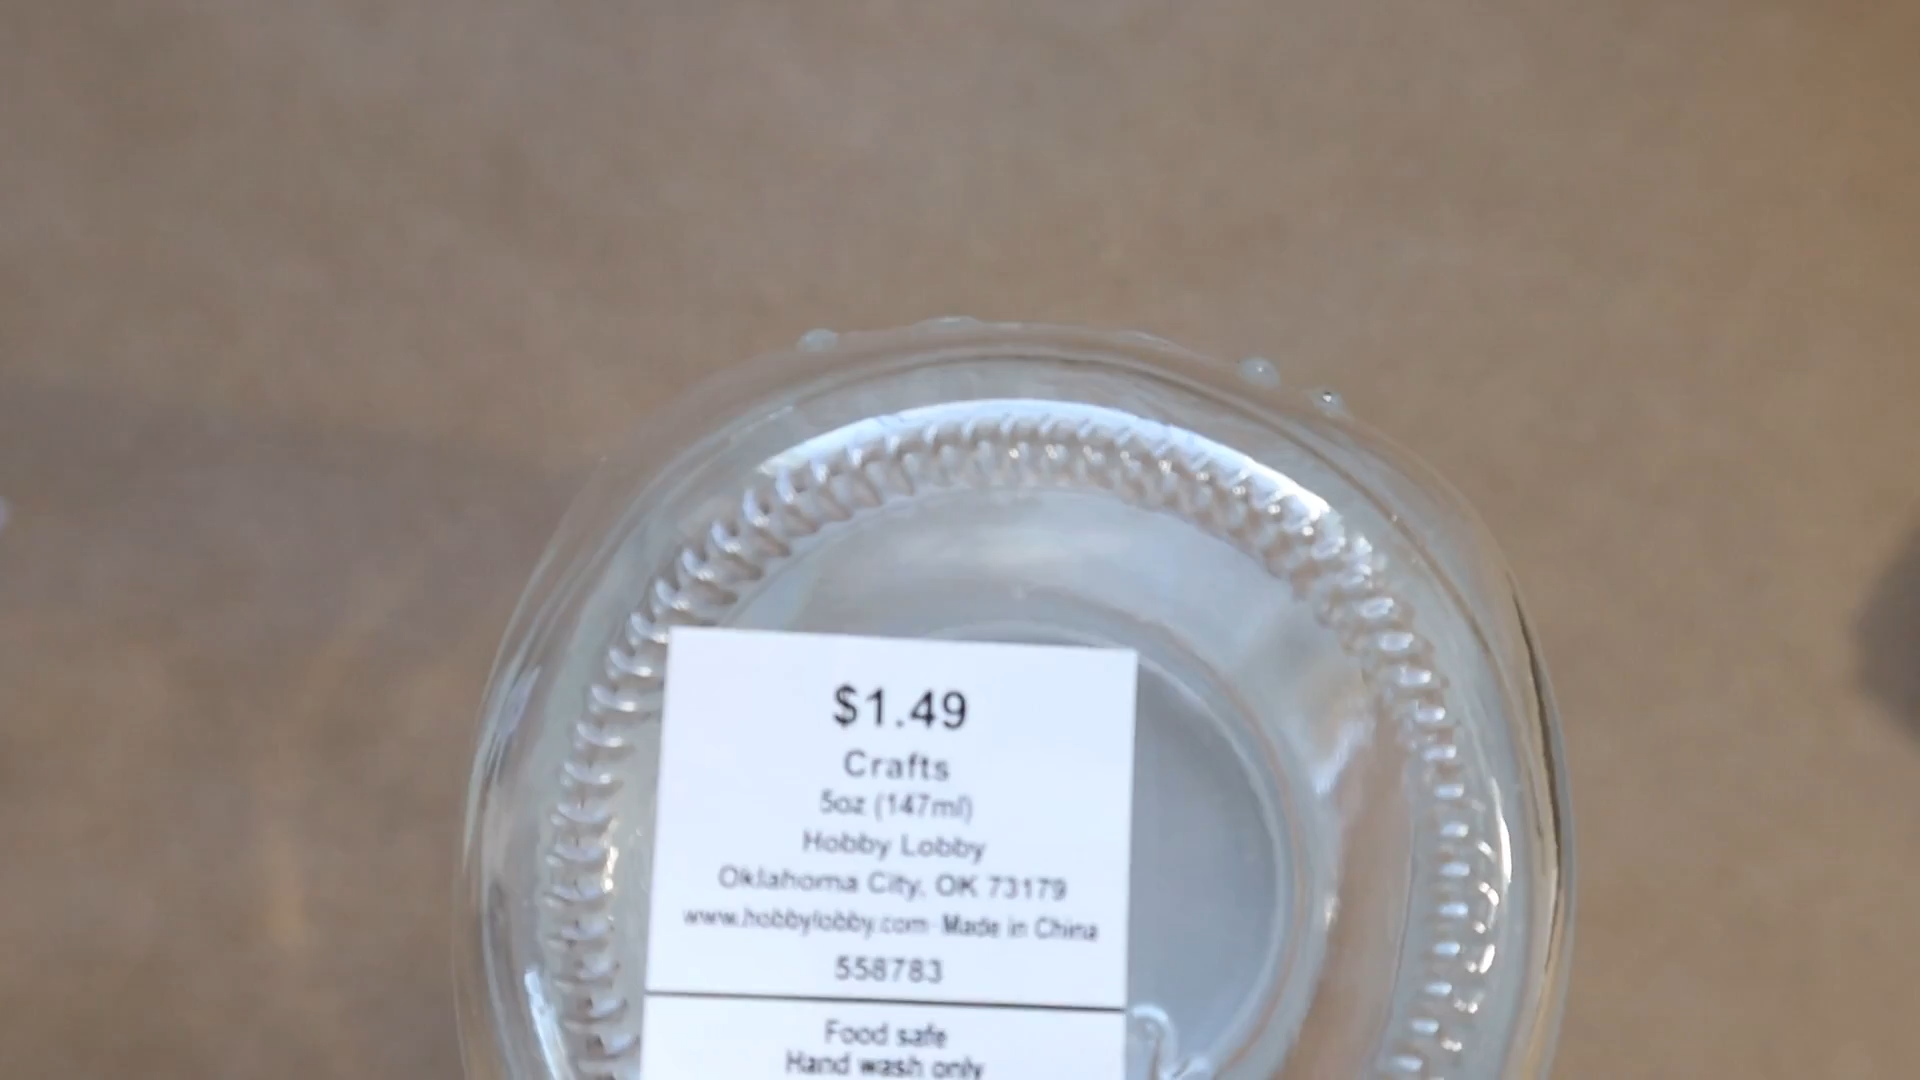 $1.49
Crafts
5oz (147ml)
Hobby Lobby
Oklahoma City, OK 73179
www.hobbylobby.com Made in China
558783
Food safe
Hand wash only